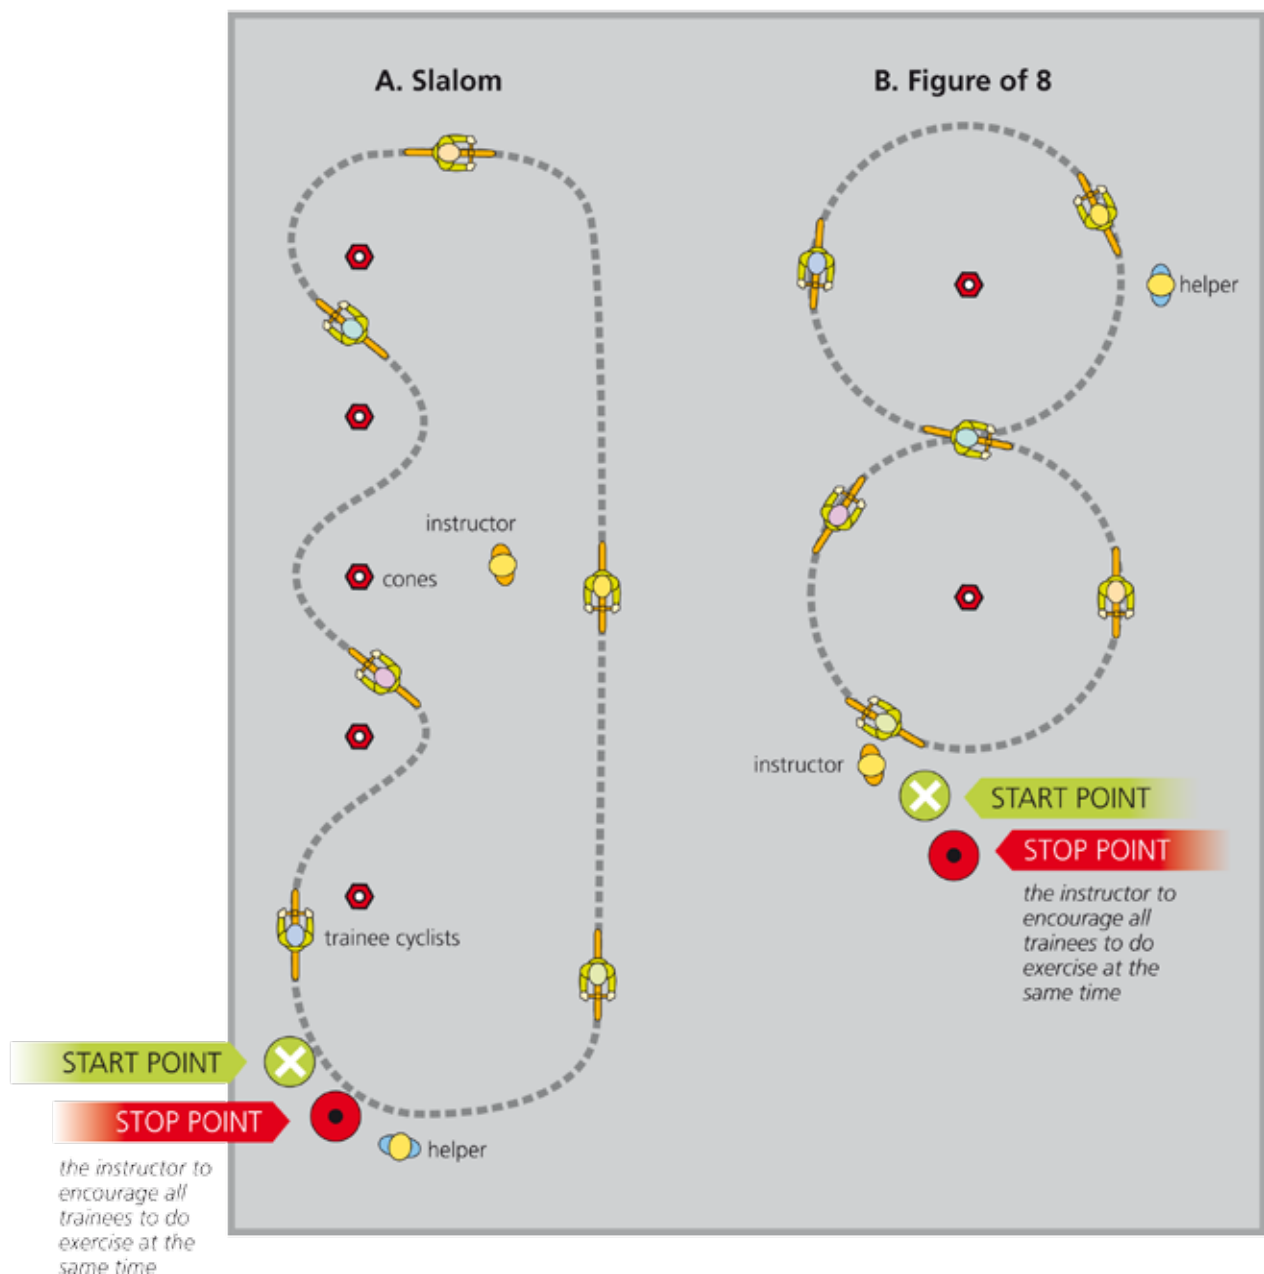 A. Slalom
B. Figure of 8
helper
instructor
cones
instructor
START POINT
STOP POINT
the instructor to
encourage all
trainees to do
exercise at the
same time
trainee cyclists
START POINT
STOP POINT
helper
the instructor to
encourage all
trainees to do
exercise at the
same time